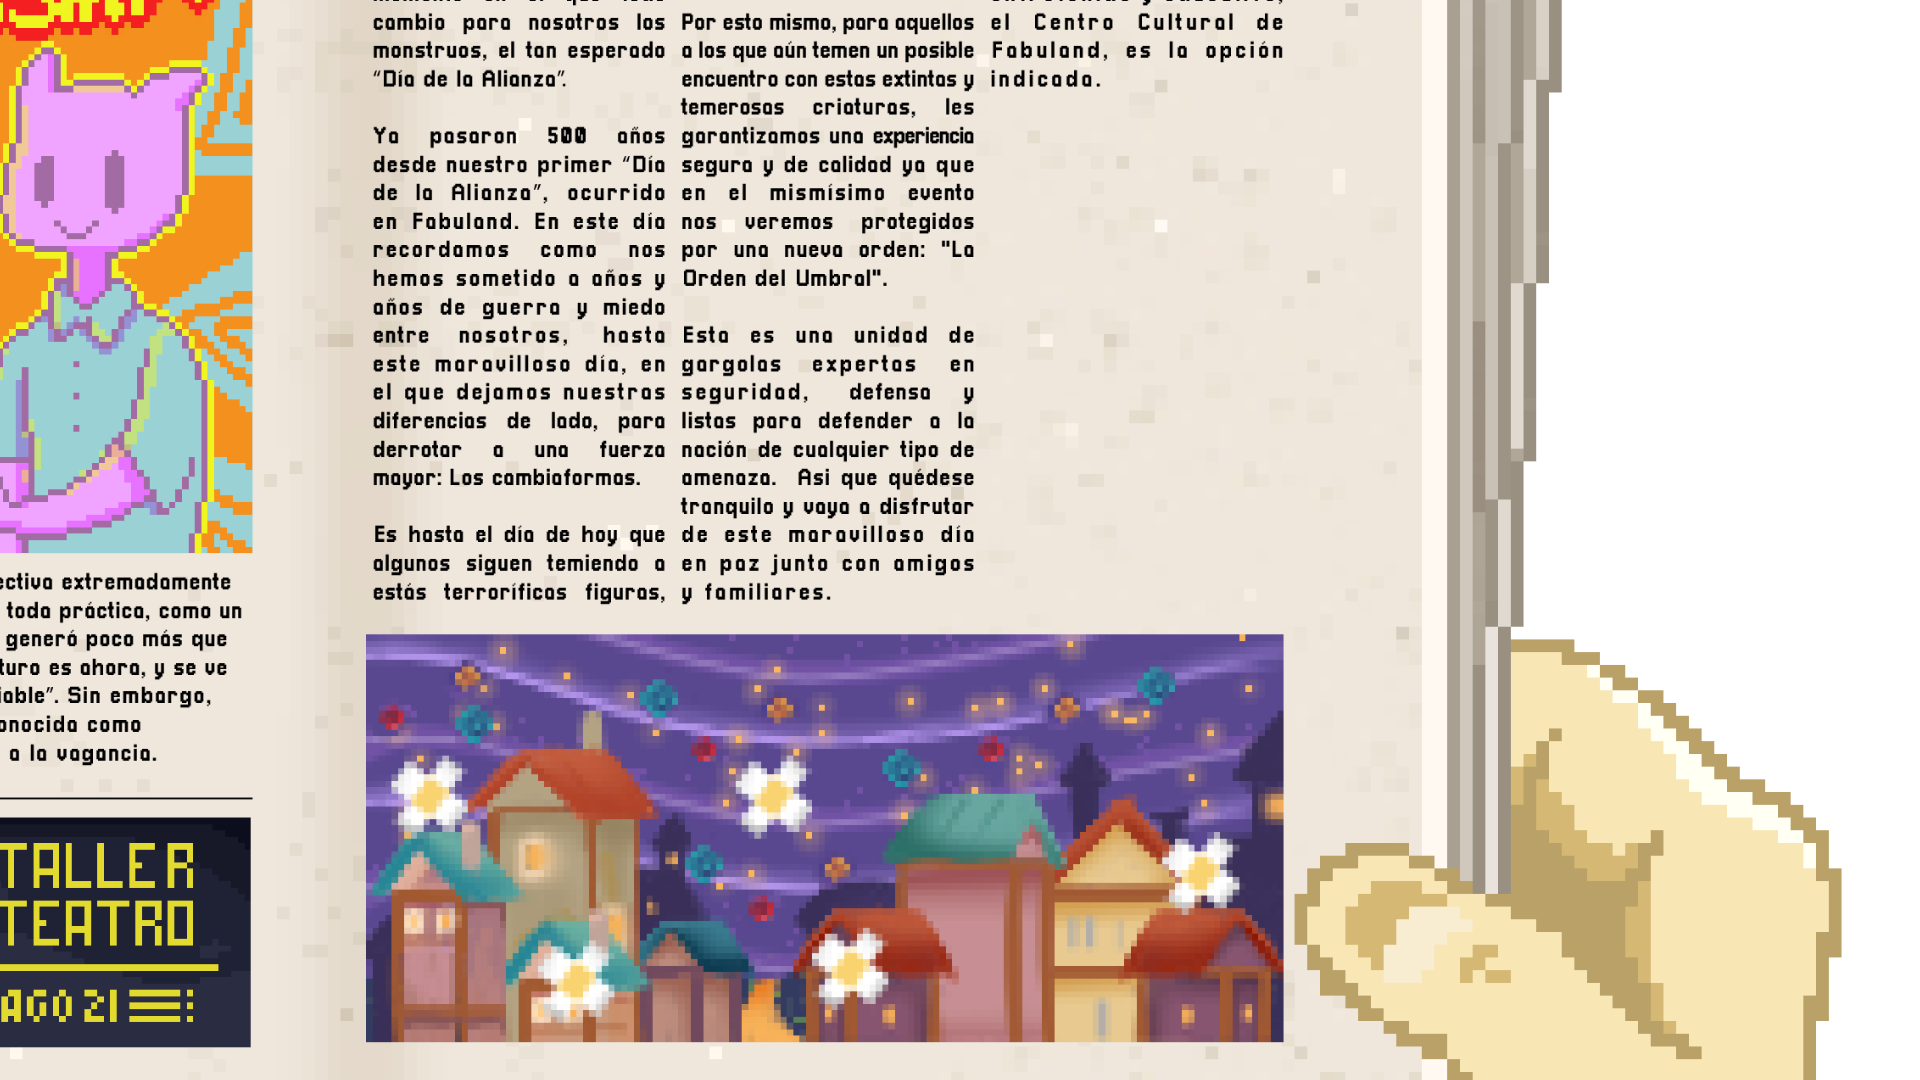 cambio para nosotros los
monstruos, el tan esperado
“Día de la Alianza”.
Ya pasaron 500 años
desde nuestro primer “Día
de la Alianza”, ocurrido
en Fabuland. En este día
recordamos como nos
hemos sometido a años y
años de guerra y miedo
entre nosotros, hasta
este maravilloso día, en
el que dejamos nuestras
diferencias de lado, para
derrotar a una fuerza
mayor: Los cambiaformas.
Es hasta el día de hoy que
algunos siguen temiendo a
estás terroríficas figuras,
Por esto mismo, para aquellos
a los que aún temen un posible
encuentro con estas extintas y
temerosas criaturas, les
garantizamos una experiencia
segura y de calidad ya que
en el mismísimo evento
nos veremos protegidos
por una nueva orden: "La
Orden del Umbral".
Esta es una unidad de
gargolas expertas en
seguridad, defensa y
listas para defender a la
nación de cualquier tipo de
amenaza. Asi que quédese
tranquilo y vaya a disfrutar
de este maravilloso día
en paz junto con amigos
y familiares.
el Centro Cultural de
Fabuland, es la opción
indicada.
ectiva extremadamente
toda práctica, como un
generó poco más que
turo es ahora, y se ve
iable”. Sin embargo,
onocida como
a la vagancia.
TALLER
TEATRO
AGO 21